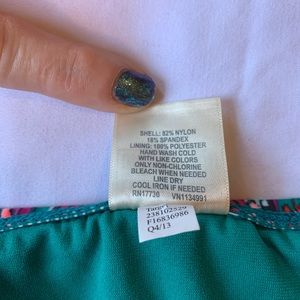 SHELL: 82% NYLON
18% SPANDEX
LINING: 100% POLYESTER
HAND WASH COLD
WITH LIKE COLORS
ONLY NON-CHLORINE
BLEACH WHEN NEEDED
LINE DRY
COOL IRON IF NEEDED
RN17730 VN1134991
238102529
F16836986
Q4/13